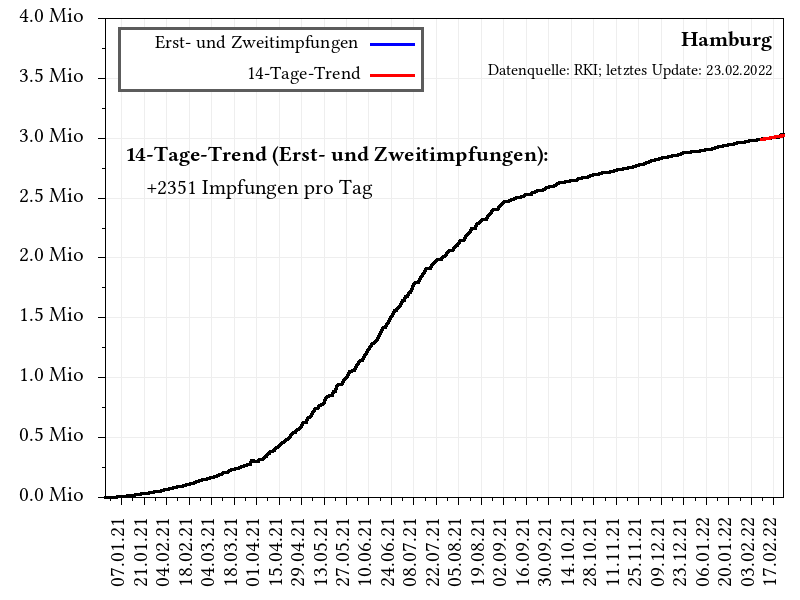 4.0 Mio
3.5 Mio
3.0 Mio
2.5 Mio
2.0 Mio
1.5 Mio
1.0 Mio
0.5 Mio
0.0 Mio
Erst- und Zweitimpfungen
14-Tage-Trend
Hamburg
Datenquelle: RKI; letztes Update: 23.02.2022
14-Tage-Trend (Erst- und Zweitimpfungen):
+2351 Impfungen pro Tag
07.01.21
21.01.21
04.02.21
18.02.21
04.03.21
18.03.21
01.04.21
15.04.21
29.04.21
13.05.21
27.05.21
10.06.21
24.06.21
08.07.21
22.07.21
05.08.21
19.08.21
02.09.21
16.09.21
30.09.21
14.10.21
28.10.21
11.11.21
25.11.21
09.12.21
23.12.21
06.01.22
20.01.22
03.02.22
17.02.22